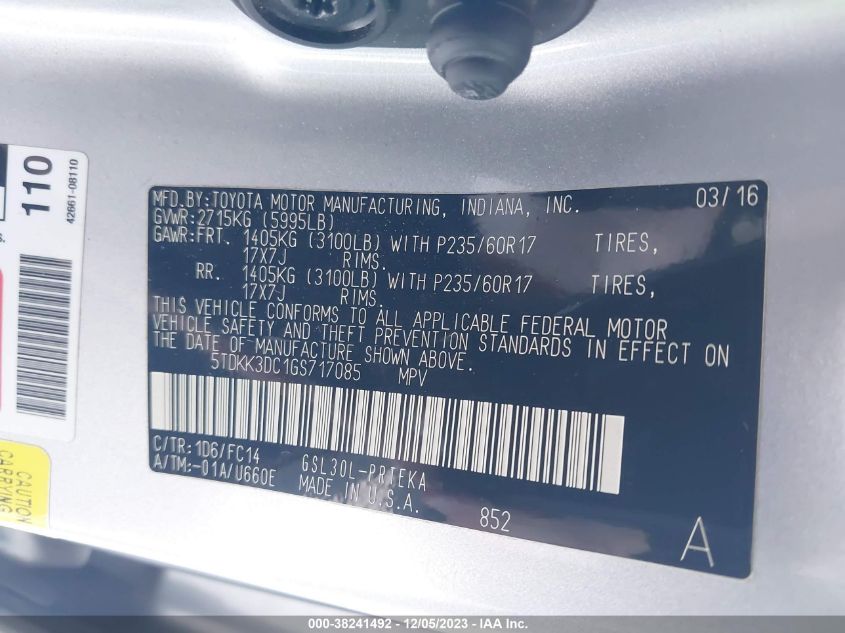 MFD.BY:TOYOTA MOTOR MANUFACTURING, INDIANA, INC. 03/16
GVWR:2715KG (5995LB)
GAWR:FRT. 1405KG (3100LB) WITH P235/60R17 TIRES,
17X7J RIMS.
RR. 1405KG (3100LB) WITH P235/60R17 TIRES,
17X7J RIMS.
THIS VEHICLE CONFORMS TO ALL APPLICABLE FEDERAL MOTOR
VEHICLE SAFETY AND THEFT PREVENTION STANDARDS IN EFFECT ON
THE DATE OF MANUFACTURE SHOWN ABOVE.
5TDKK3DC1GS717085 MPV
C/TR:1D6/FC14 GSL30L-PRTEKA
A/TM:-01A/U660E MADE IN U.S.A.
852 A
110
42661-08110
s.
CAUTION
000-38241492 - 12/05/2023 - IAAI - Copart, Inc.